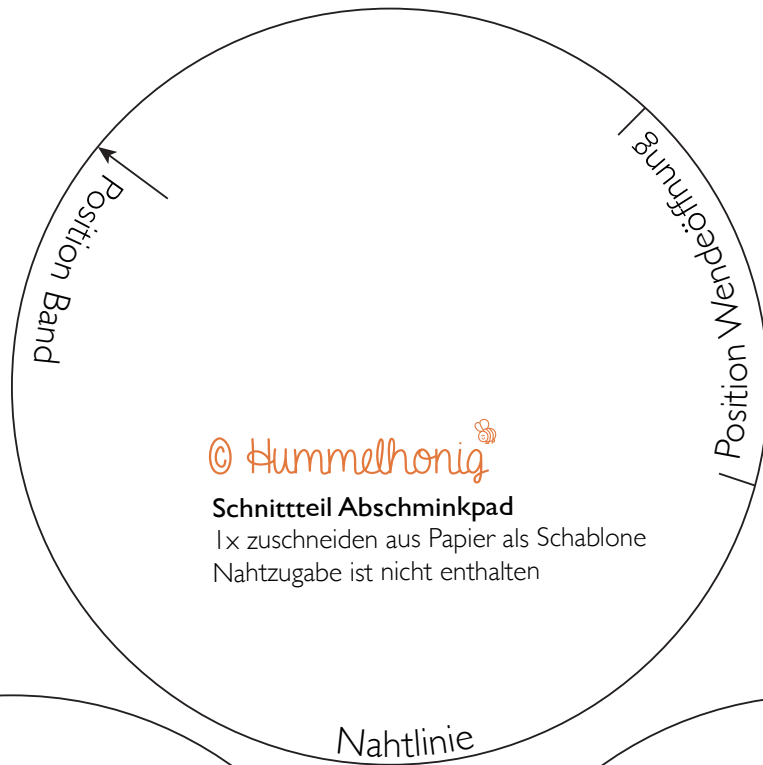 Position Band
Position Wendeöffnung
© Hummelhonig
Schnittteil Abschminkpad
1x zuschneiden aus Papier als Schablone
Nahtzugabe ist nicht enthalten
Nahtlinie